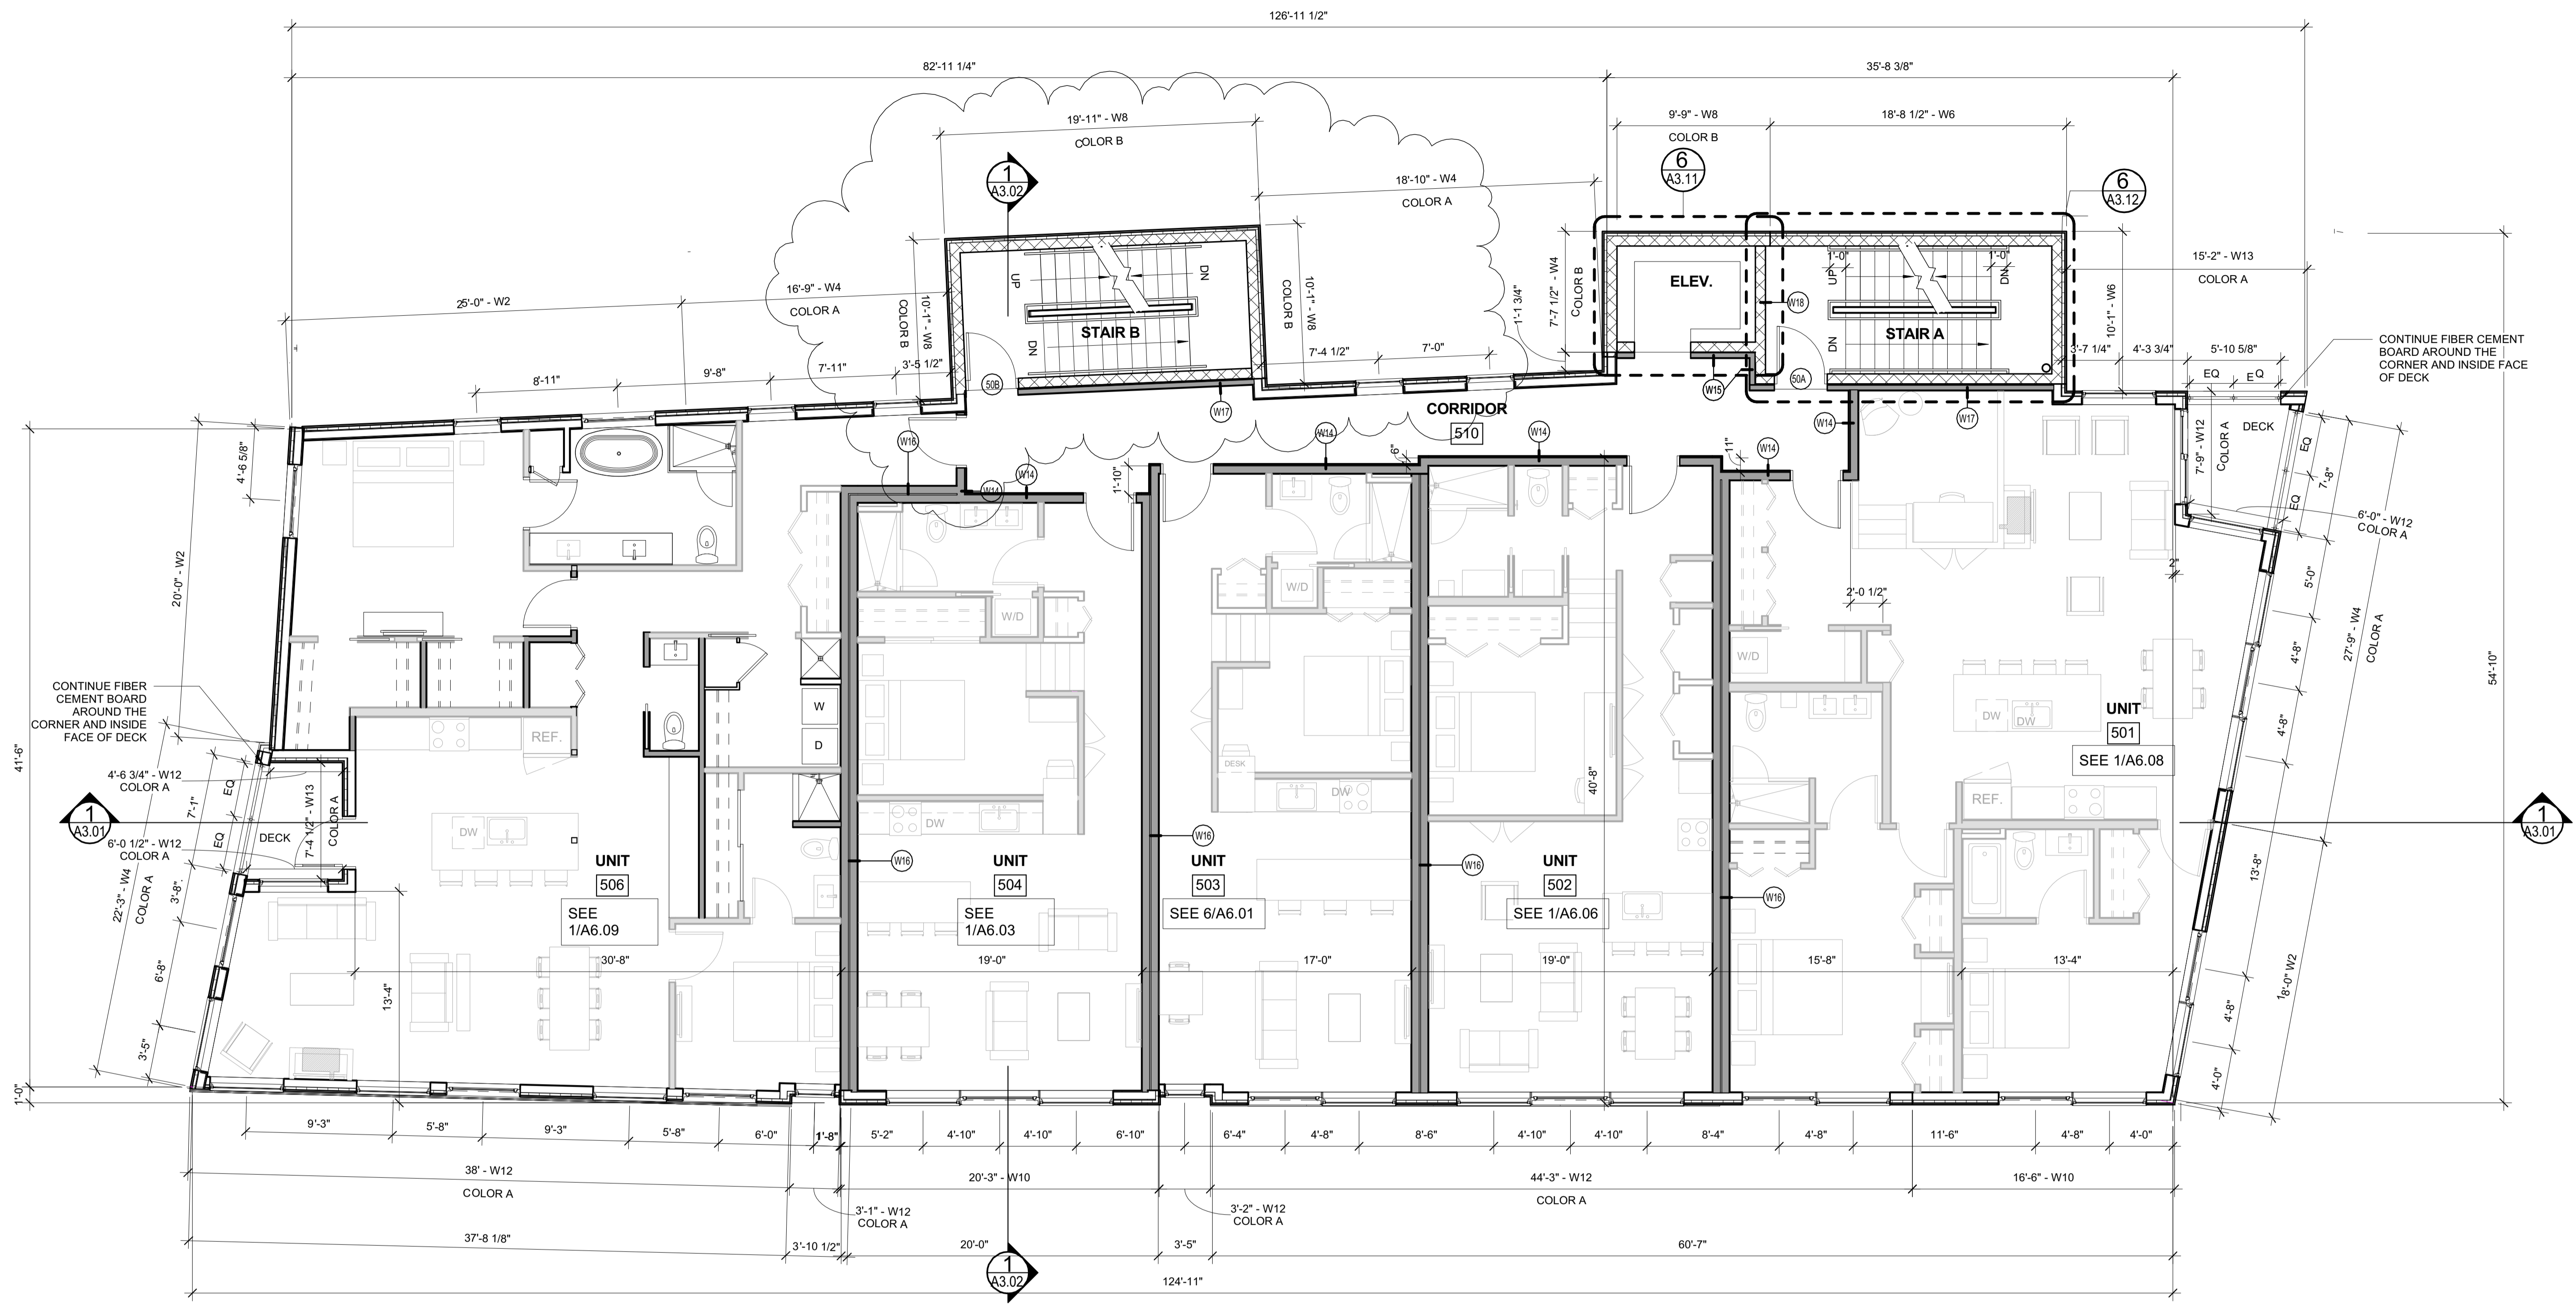 126'-11 1/2"
82'-11 1/4"
35'-8 3/8"
19'-11" - W8
COLOR B
9'-9" - W8
COLOR B
18'-8 1/2" - W6
6
A3.11
6
A3.12
1
A3.02
18'-10" - W4
COLOR A
25'-0" - W2
16'-9" - W4
COLOR A
COLOR B
10'-1" - W8
UP
DN
STAIR B
DN
COLOR B
10'-1" - W8
1'-1 3/4"
7'-7 1/2" - W4
COLOR B
ELEV.
W18
1'-0"
1'-0"
UP
DN
STAIR A
DN
10'-1" - W6
15'-2" - W13
COLOR A
CONTINUE FIBER CEMENT
BOARD AROUND THE
CORNER AND INSIDE FACE
OF DECK
8'-11"
9'-8"
7'-11"
3'-5 1/2"
7'-4 1/2"
7'-0"
3'-7 1/4"
4'-3 3/4"
5'-10 5/8"
EQ
EQ
50B
W17
W15
50A
W17
CORRIDOR
510
W14
W16
W14
W14
W14
W14
W14
1'-10"
6"
11"
7'-9" - W12
COLOR A
DECK
EQ
EQ
7'-8"
6'-0" - W12
COLOR A
2"
5'-0"
27'-9" - W4
COLOR A
4'-8"
4'-8"
54'-10"
4'-6 5/8"
20'-0" - W2
41'-6"
1'-0"
2'-0 1/2"
W/D
W/D
W/D
W
D
REF.
DESK
DW
DW
CONTINUE FIBER
CEMENT BOARD
AROUND THE
CORNER AND INSIDE
FACE OF DECK
UNIT
501
SEE 1/A6.08
REF.
4'-6 3/4" - W12
COLOR A
7'-1"
EQ
EQ
DECK
7'-4 1/2" - W13
COLOR A
6'-0 1/2" - W12
COLOR A
22'-3" - W4
COLOR A
3'-8"
6'-8"
3'-5"
1
A3.01
1
A3.01
DW
DW
DW
40'-8"
W16
W16
W16
W16
UNIT
506
SEE
1/A6.09
UNIT
504
SEE
1/A6.03
UNIT
503
SEE 6/A6.01
UNIT
502
SEE 1/A6.06
30'-8"
19'-0"
17'-0"
19'-0"
15'-8"
13'-4"
13'-4"
13'-8"
18'-0" W2
4'-8"
4'-0"
9'-3"
5'-8"
9'-3"
5'-8"
6'-0"
1'-8"
5'-2"
4'-10"
4'-10"
6'-10"
6'-4"
4'-8"
8'-6"
4'-10"
4'-10"
8'-4"
4'-8"
11'-6"
4'-8"
4'-0"
38' - W12
COLOR A
20'-3" - W10
44'-3" - W12
COLOR A
16'-6" - W10
3'-1" - W12
COLOR A
3'-2" - W12
COLOR A
37'-8 1/8"
3'-10 1/2"
20'-0"
3'-5"
60'-7"
1
A3.02
124'-11"